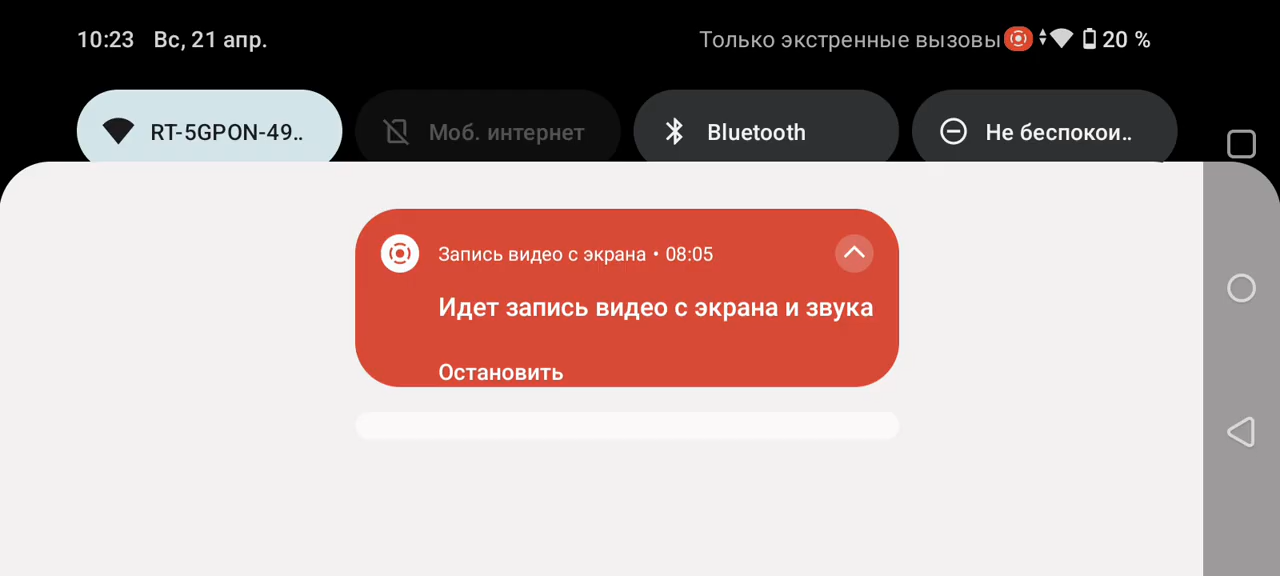 10:23 Вс, 21 апр. Только экстренные вызовы 20 %
RT-5GPON-49.. Моб. интернет Bluetooth Не беспокои..
Запись видео с экрана • 08:05
Идет запись видео с экрана и звука
Остановить